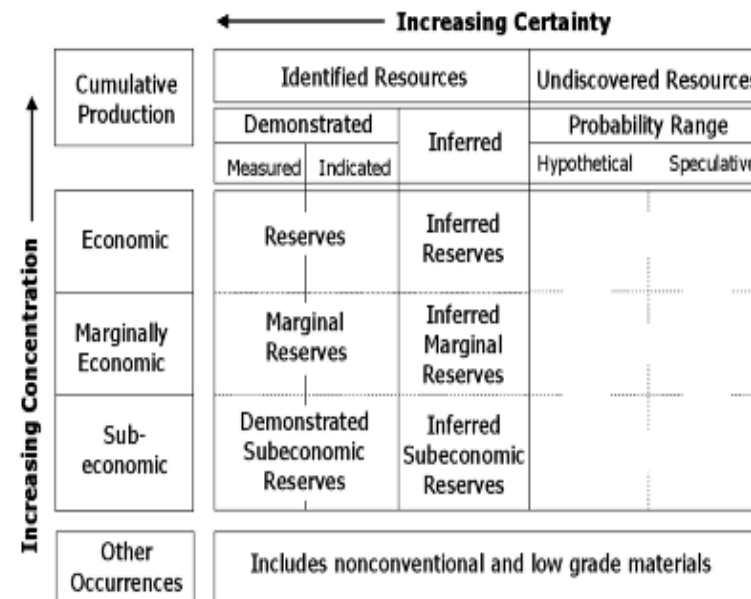 Increasing Certainty
Cumulative
Production
Identified Resources
Undiscovered Resources
Demonstrated
Inferred
Probability Range
Measured
Indicated
Hypothetical
Speculative
Increasing Concentration
Economic
Reserves
Inferred
Reserves
Marginally
Economic
Marginal
Reserves
Inferred
Marginal
Reserves
Sub-
economic
Demonstrated
Subeconomic
Reserves
Inferred
Subeconomic
Reserves
Other
Occurrences
Includes nonconventional and low grade materials